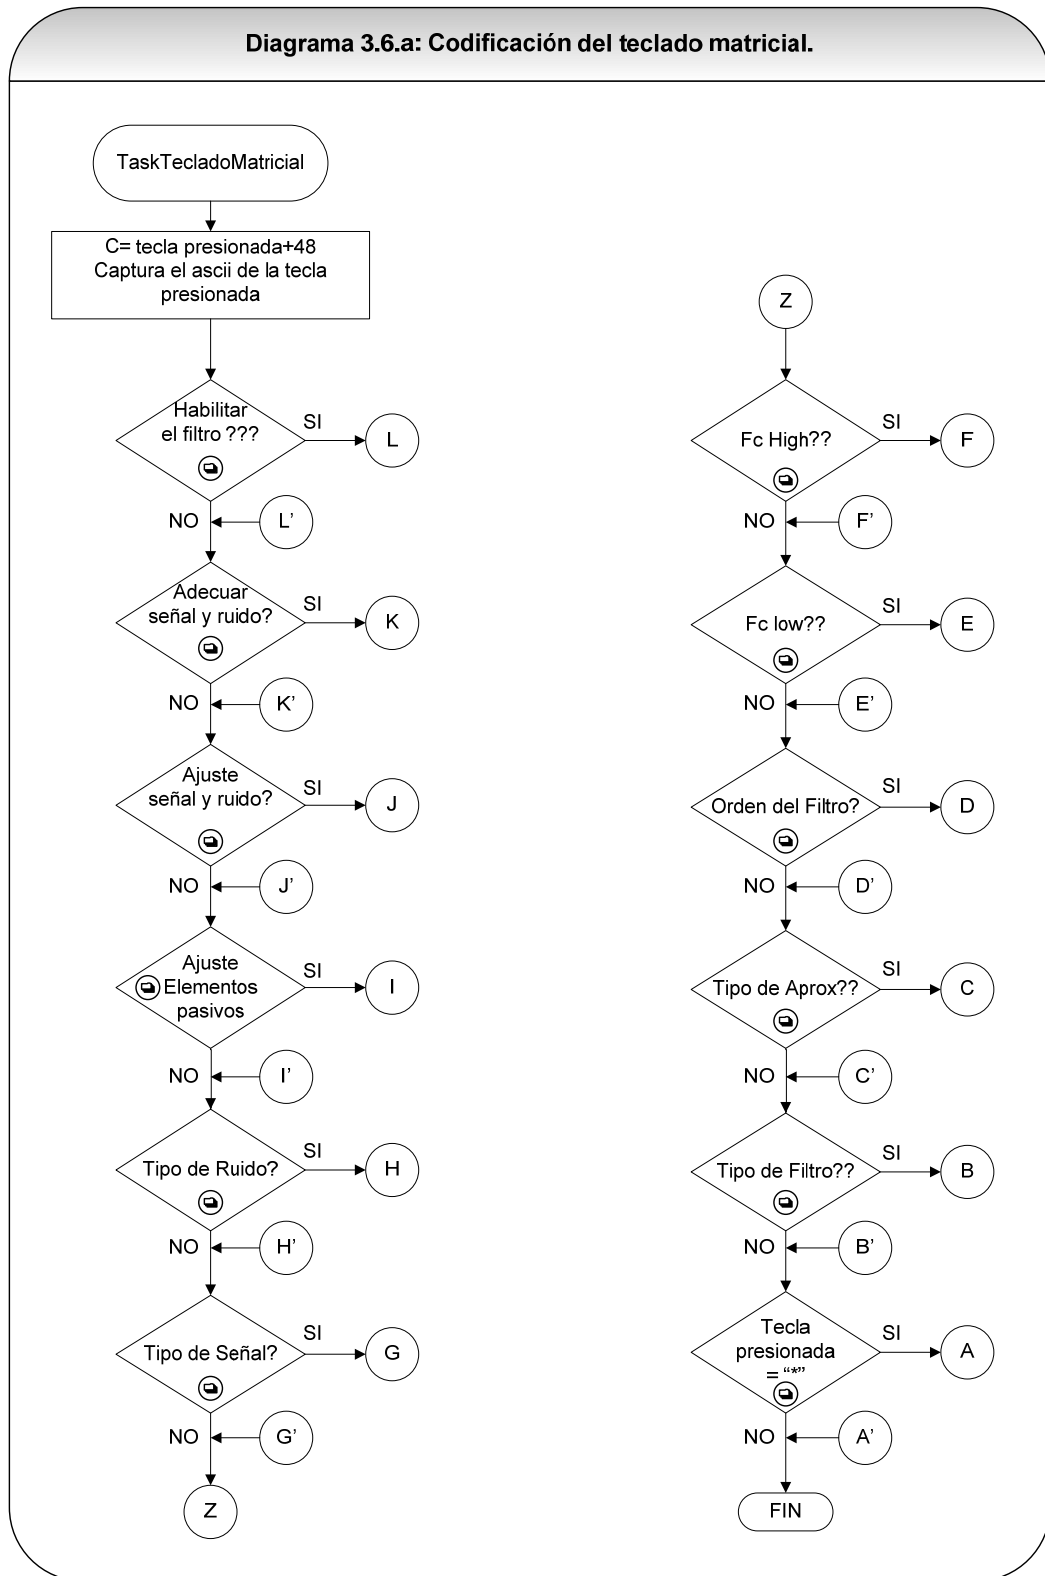 Diagrama 3.6.a: Codificación del teclado matricial.
TaskTecladoMatricial
C= tecla presionada+48
Captura el ascii de la tecla
presionada
Habilitar
el filtro ???
SI
L
NO
L’
Adecuar
señal y ruido?
SI
K
NO
K’
Ajuste
señal y ruido?
SI
J
NO
J’
Ajuste
Elementos
pasivos
SI
I
NO
I’
Tipo de Ruido?
SI
H
NO
H’
Tipo de Señal?
SI
G
NO
G’
Z
Z
Fc High??
SI
F
NO
F’
Fc low??
SI
E
NO
E’
Orden del Filtro?
SI
D
NO
D’
Tipo de Aprox??
SI
C
NO
C’
Tipo de Filtro??
SI
B
NO
B’
Tecla
presionada
= “*”
SI
A
NO
A’
FIN